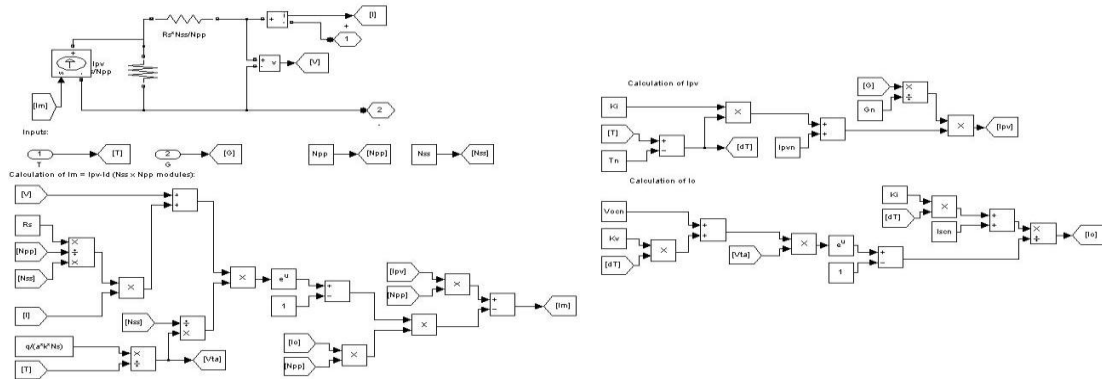 Rs*Nss/Npp
+
i
-
[I]
+
1
Ipv
s/Npp
+
-
s
+
-
v
[V]
[Im]
2
-
Inputs:
1
T
[T]
2
G
[G]
Npp
[Npp]
Nss
[Nss]
Calculation of Im = Ipv-Id (Nss x Npp modules):
[V]
+
+
Rs
[Npp]
[Nss]
×
÷
×
×
[I]
×
e^u
1
+
-
[Ipv]
[Npp]
×
+
-
[Im]
[Nss]
÷
×
×
q/(a*k*Ns)
[T]
×
÷
[Vta]
[Io]
[Npp]
×
Calculation of Ipv
Ki
×
[T]
Tn
+
-
[dT]
Ipvn
+
+
[G]
Gn
×
÷
×
[Ipv]
Calculation of Io
Vocn
Kv
[dT]
×
+
+
[Vta]
×
e^u
1
+
-
Ki
[dT]
×
Iscn
+
+
×
÷
[Io]